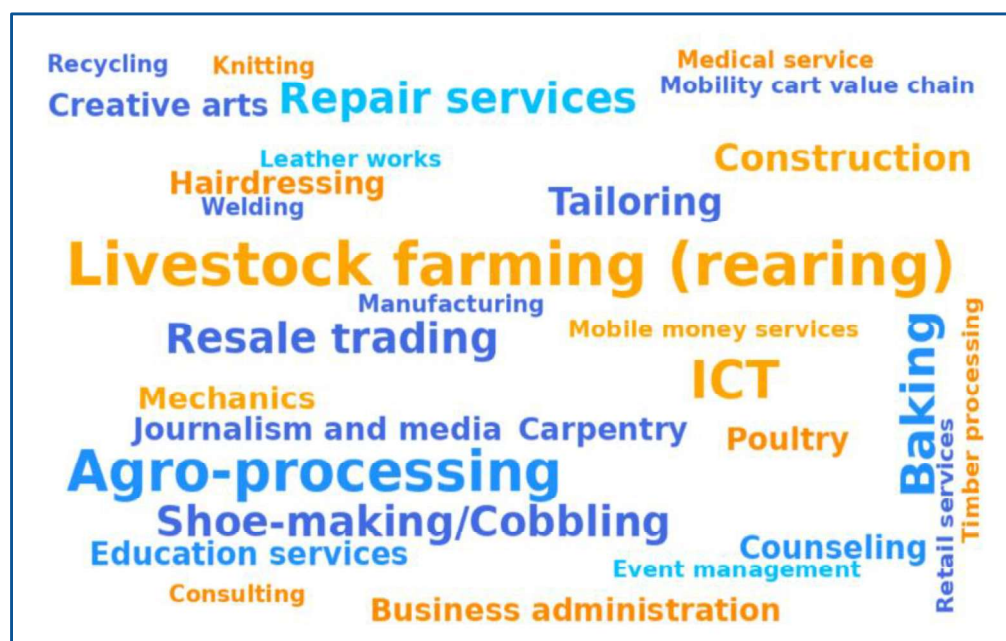 Recycling
Knitting
Medical service
Mobility cart value chain
Creative arts
Repair services
Leather works
Construction
Hairdressing
Welding
Tailoring
Livestock farming (rearing)
Manufacturing
Resale trading
Mobile money services
ICT
Mechanics
Journalism and media
Carpentry
Poultry
Baking
Timber processing
Retail services
Agro-processing
Shoe-making/Cobbling
Education services
Counseling
Event management
Consulting
Business administration